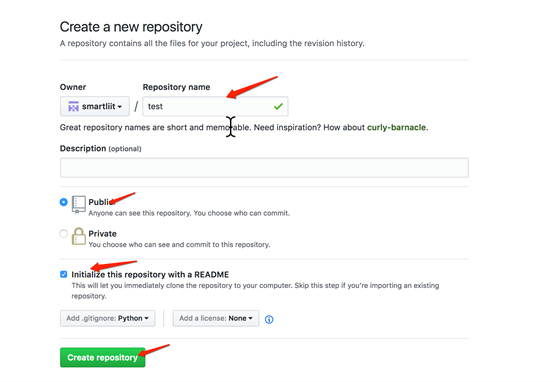 Create a new repository
A repository contains all the files for your project, including the revision history.
Owner
Repository name
smartliit / test
Great repository names are short and memorable. Need inspiration? How about curly-barnacle.
Description (optional)
Public
Anyone can see this repository. You choose who can commit.
Private
You choose who can see and commit to this repository.
Initialize this repository with a README
This will let you immediately clone the repository to your computer. Skip this step if you're importing an existing
repository.
Add .gitignore: Python
Add a license: None
Create repository